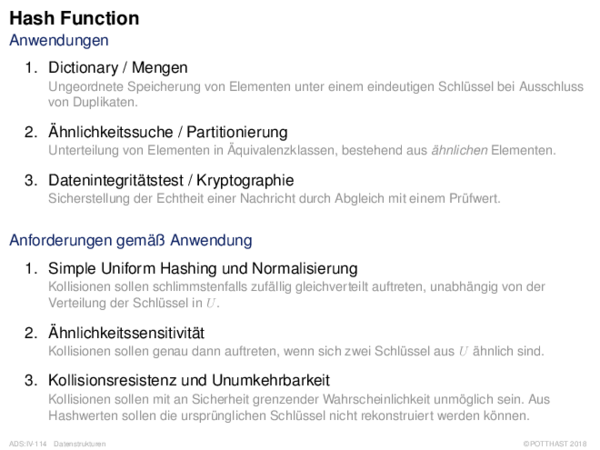 Hash Function
Anwendungen
1. Dictionary / Mengen
Ungeordnete Speicherung von Elementen unter einem eindeutigen Schlüssel bei Ausschluss
von Duplikaten.
2. Ähnlichkeitssuche / Partitionierung
Unterteilung von Elementen in Äquivalenzklassen, bestehend aus ähnlichen Elementen.
3. Datenintegritätstest / Kryptographie
Sicherstellung der Echtheit einer Nachricht durch Abgleich mit einem Prüfwert.
Anforderungen gemäß Anwendung
1. Simple Uniform Hashing und Normalisierung
Kollisionen sollen schlimmstenfalls zufällig gleichverteilt auftreten, unabhängig von der
Verteilung der Schlüssel in U.
2. Ähnlichkeitssensitivität
Kollisionen sollen genau dann auftreten, wenn sich zwei Schlüssel aus U ähnlich sind.
3. Kollisionsresistenz und Unumkehrbarkeit
Kollisionen sollen mit an Sicherheit grenzender Wahrscheinlichkeit unmöglich sein. Aus
Hashwerten sollen die ursprünglichen Schlüssel nicht rekonstruiert werden können.
ADS:IV-114 Datenstrukturen © POTTHAST 2018